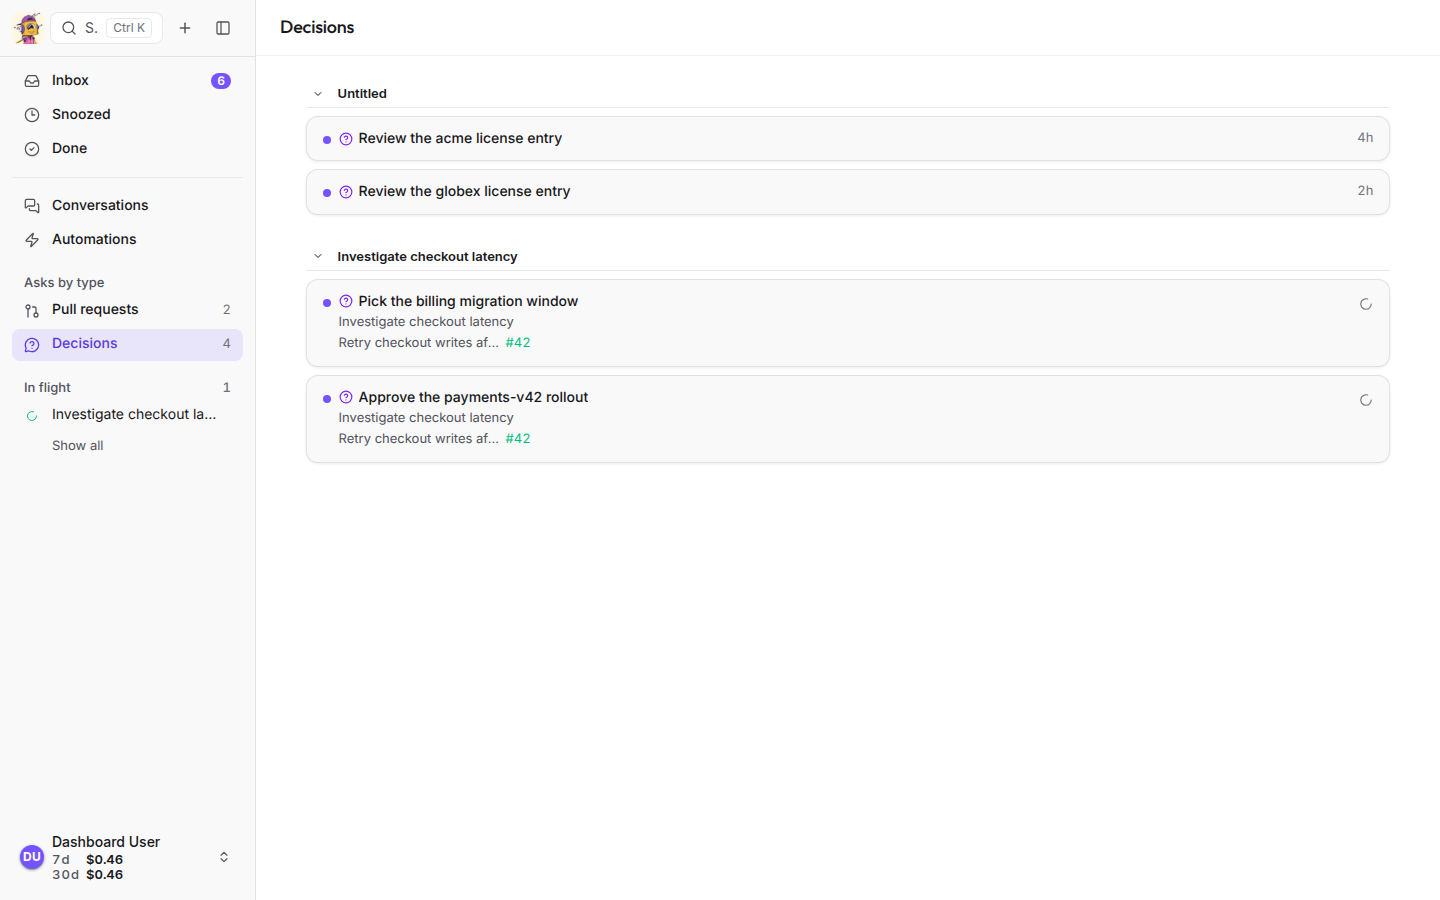 S.
Ctrl K
Inbox
6
Snoozed
Done
Conversations
Automations
Asks by type
Pull requests
2
Decisions
4
In flight
1
Investigate checkout la...
Show all
DU
Dashboard User
7d $0.46
30d $0.46
Decisions
Untitled
Review the acme license entry
4h
Review the globex license entry
2h
Investigate checkout latency
Pick the billing migration window
Investigate checkout latency
Retry checkout writes af... #42
Approve the payments-v42 rollout
Investigate checkout latency
Retry checkout writes af... #42